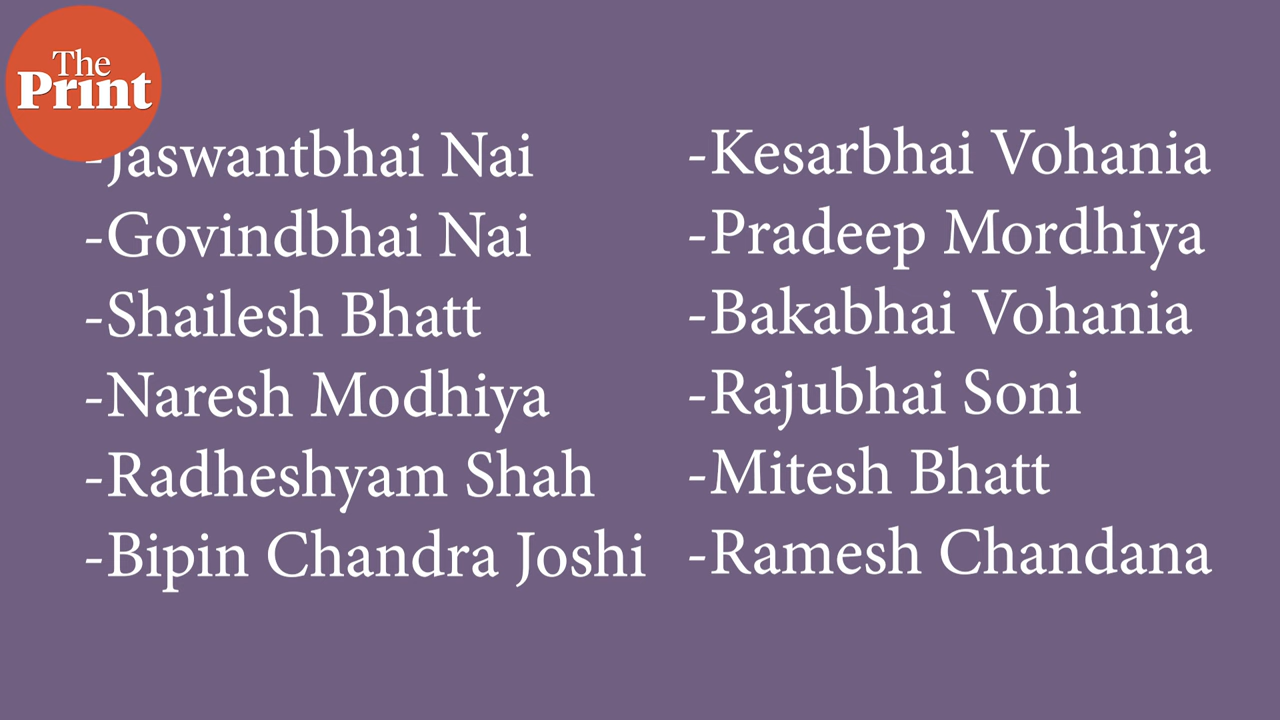 The
Print
-Jaswantbhai Nai
-Govindbhai Nai
-Shailesh Bhatt
-Naresh Modhiya
-Radheshyam Shah
-Bipin Chandra Joshi
-Kesarbhai Vohania
-Pradeep Mordhiya
-Bakabhai Vohania
-Rajubhai Soni
-Mitesh Bhatt
-Ramesh Chandana